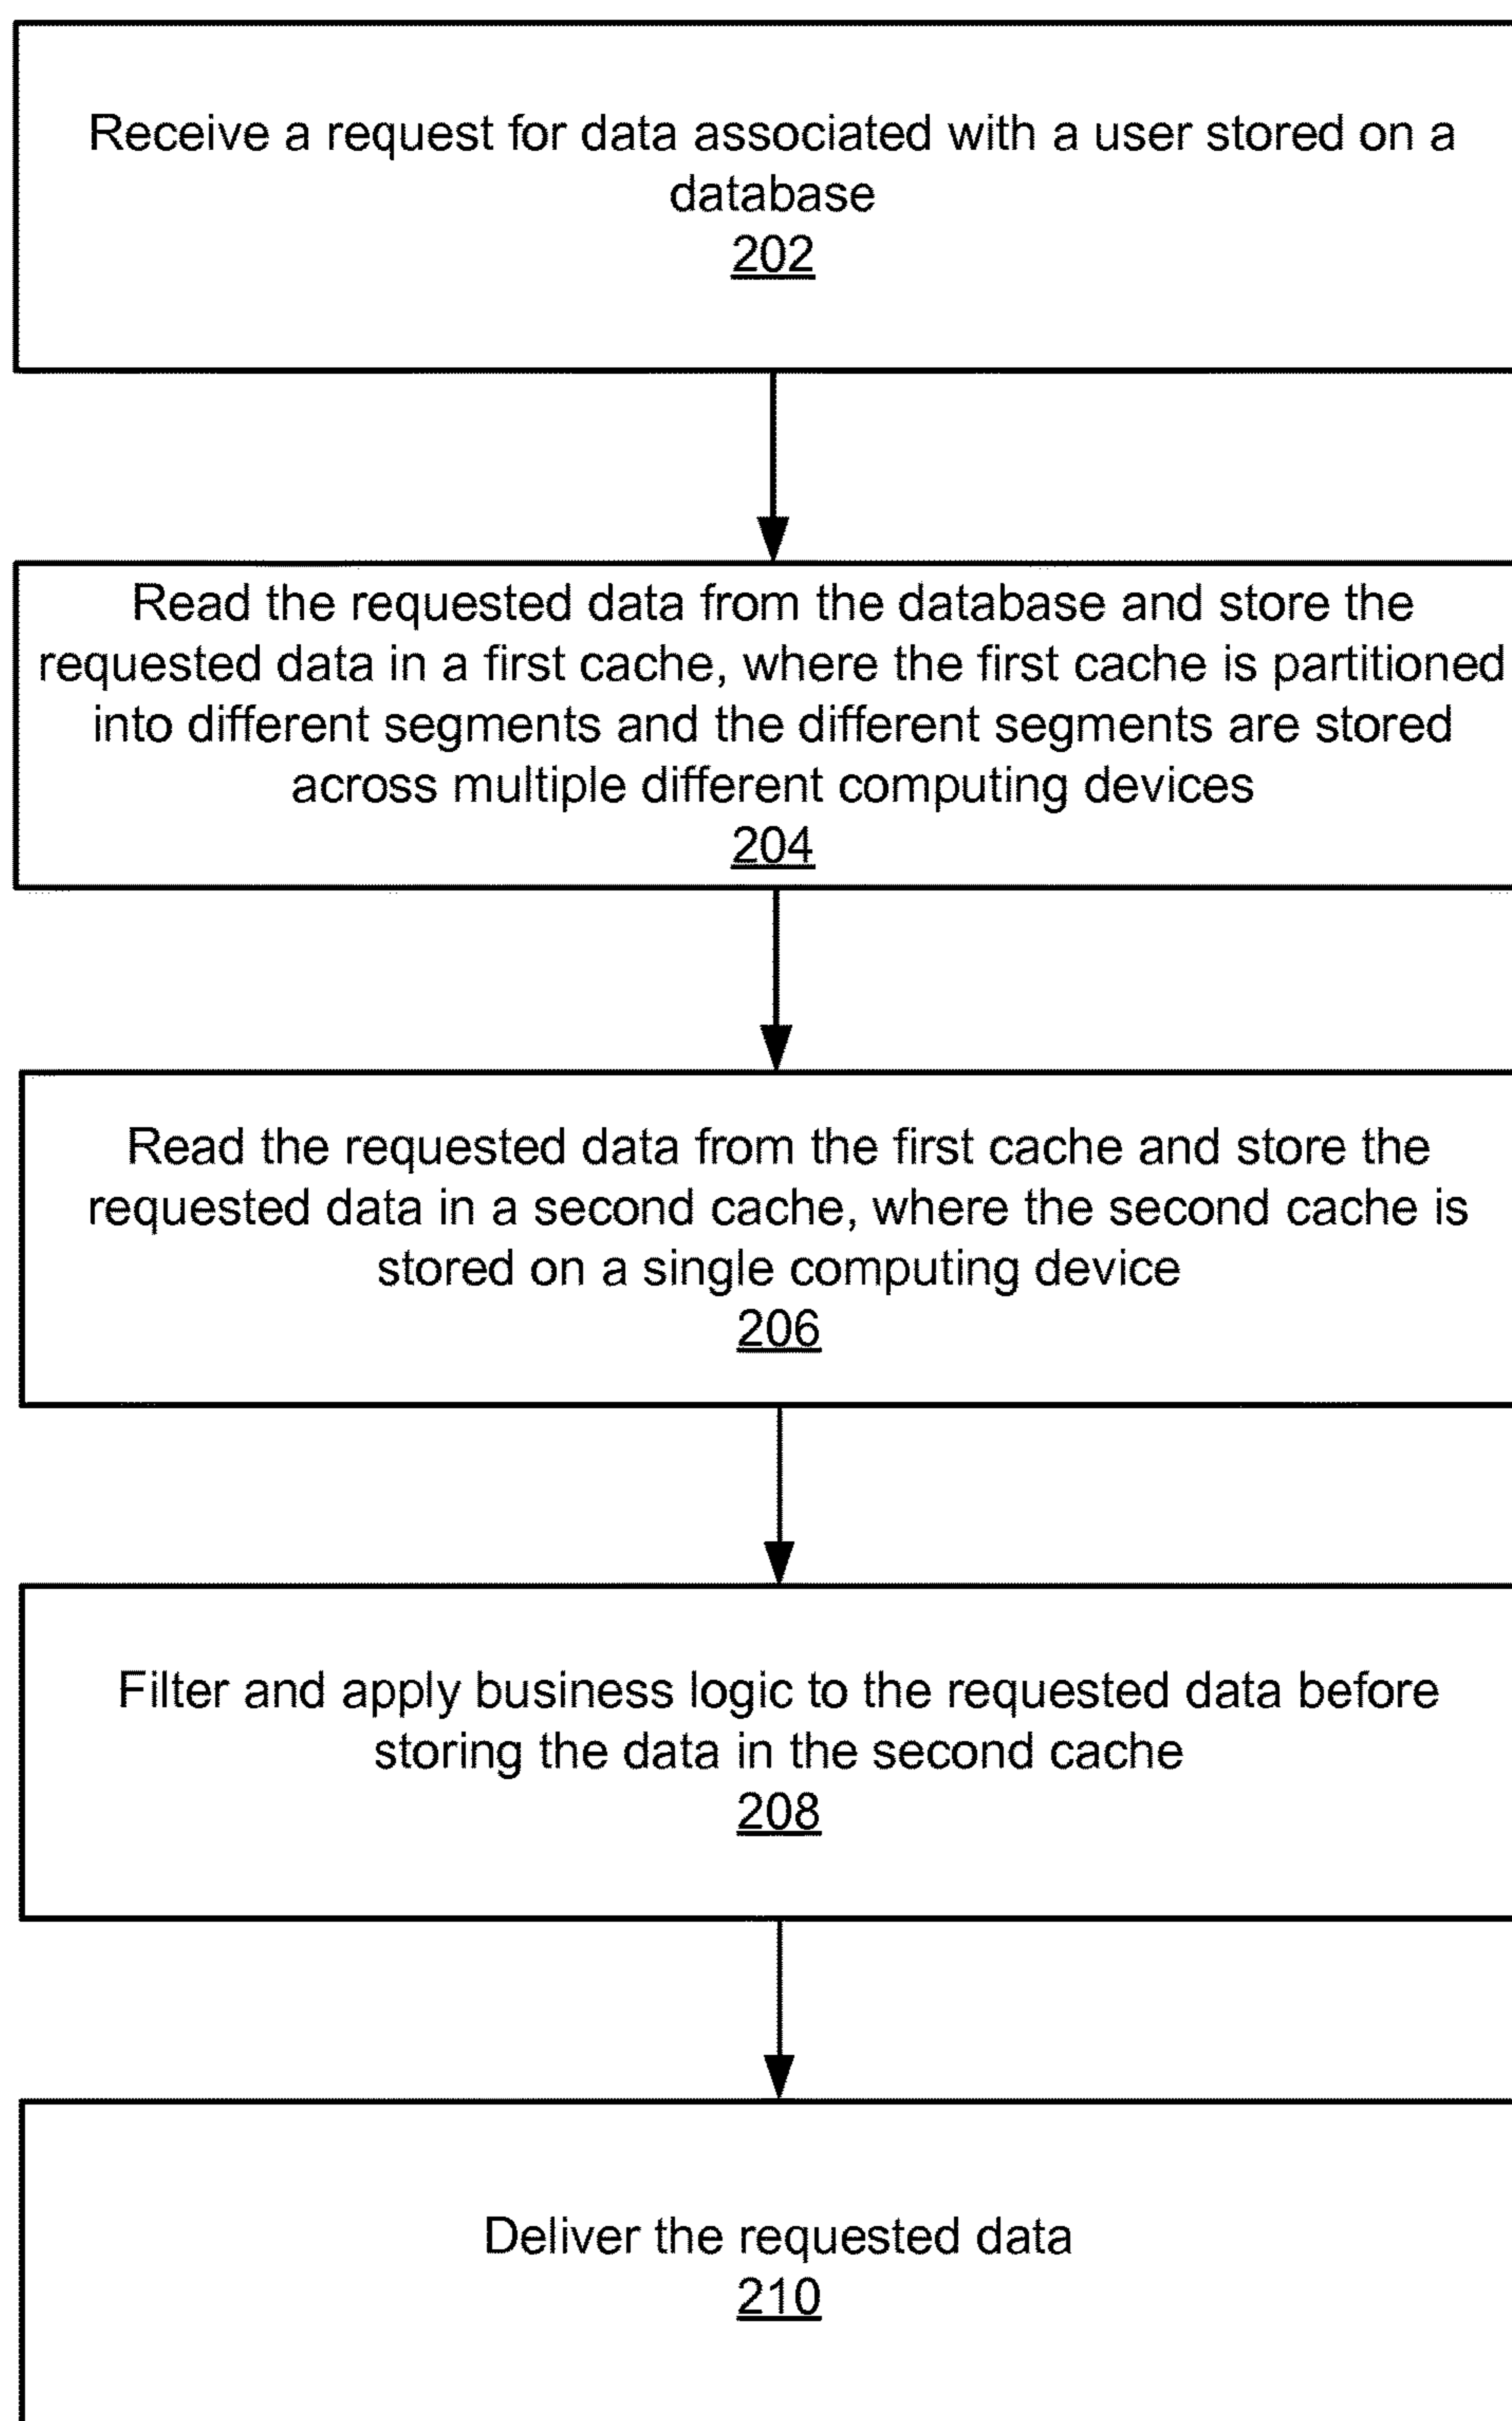 Receive a request for data associated with a user stored on a
database
202
Read the requested data from the database and store the
requested data in a first cache, where the first cache is partitioned
into different segments and the different segments are stored
across multiple different computing devices
204
Read the requested data from the first cache and store the
requested data in a second cache, where the second cache is
stored on a single computing device
206
Filter and apply business logic to the requested data before
storing the data in the second cache
208
Deliver the requested data
210